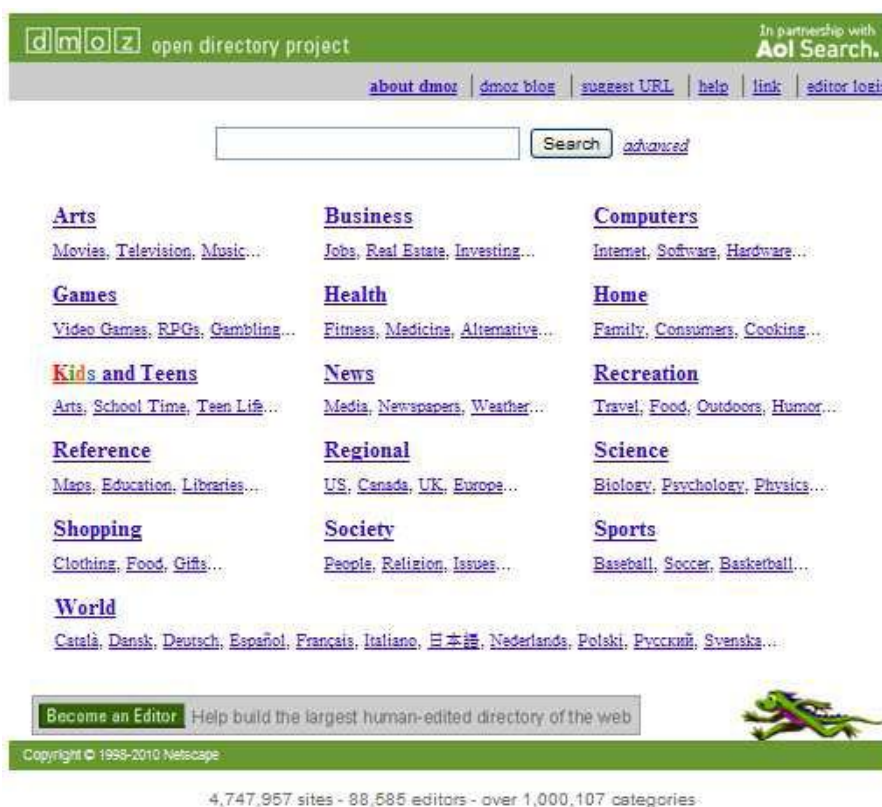 dmoz open directory project
In partnership with
Aol Search.
about dmoz | dmoz blog | suggest URL | help | link | editor login
Search advanced
Arts Business Computers
Movies, Television, Music... Jobs, Real Estate, Investing... Internet, Software, Hardware...
Games Health Home
Video Games, RPGs, Gambling... Fitness, Medicine, Alternative... Family, Consumers, Cooking...
Kids and Teens News Recreation
Arts, School Time, Teen Life... Media, Newspapers, Weather... Travel, Food, Outdoors, Humor...
Reference Regional Science
Maps, Education, Libraries... US, Canada, UK, Europe... Biology, Psychology, Physics...
Shopping Society Sports
Clothing, Food, Gifts... People, Religion, Issues... Baseball, Soccer, Basketball...
World
Català, Dansk, Deutsch, Español, Français, Italiano, 日本語, Nederlands, Polski, Русский, Svenska...
Become an Editor Help build the largest human-edited directory of the web
Copyright © 1998-2010 Netscape
4,747,957 sites - 88,585 editors - over 1,000,107 categories